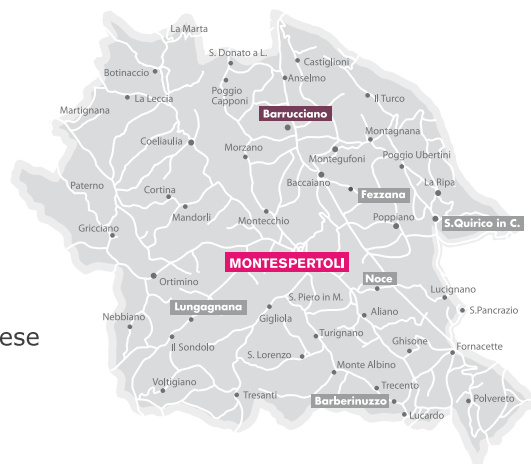 La Marta
S. Donato a L.
Castiglioni
Botinaccio
Anselmo
Poggio
Capponi
La Leccia
Il Turco
Martignana
Barrucciano
Montagnana
Coeliaulia
Morzano
Montegufoni
Poggio Ubertini
Baccaiano
Paterno
Cortina
Fezzana
La Ripa
Mandorli
Montecchio
Poppiano
S.Quirico in C.
Gricciano
MONTESPERTOLI
Ortimino
Noce
Lucignano
Lungagnana
S. Piero in M.
S.Pancrazio
Nebbiano
Gigliola
Aliano
ese
Il Sondolo
Turignano
Ghisone
Fornacette
S. Lorenzo
Monte Albino
Voltigiano
Tresanti
Trecento
Barberinuzzo
Polvereto
Lucardo